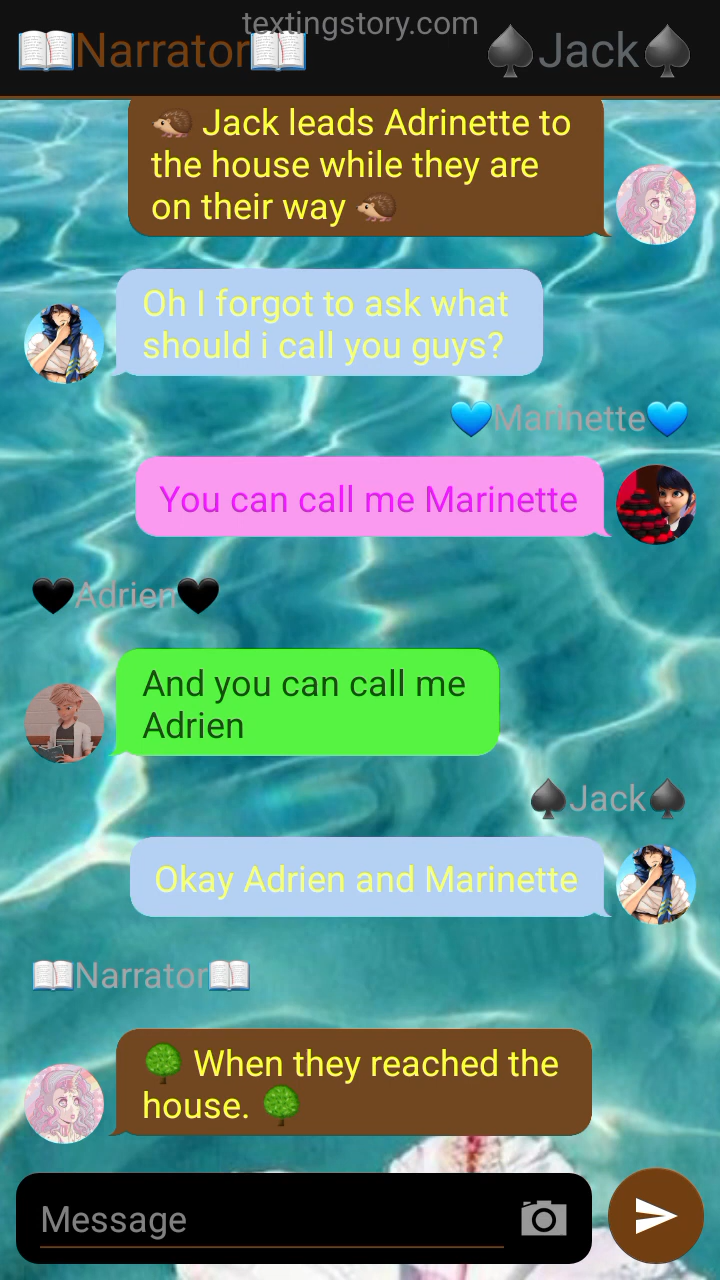 textingstory.com
📖Narrator📖
♠Jack♠
🦔 Jack leads Adrinette to
the house while they are
on their way 🦔
Oh I forgot to ask what
should i call you guys?
💙Marinette💙
You can call me Marinette
🖤Adrien🖤
And you can call me
Adrien
♠Jack♠
Okay Adrien and Marinette
📖Narrator📖
🌳 When they reached the
house. 🌳
Message